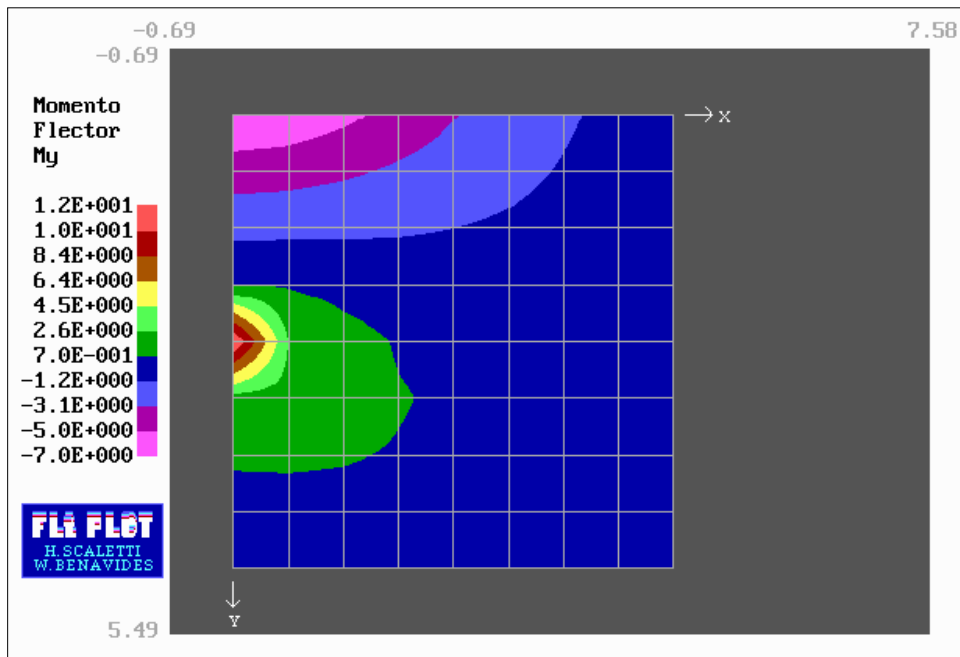 -0.69
7.58
-0.69
Momento
Flector
My
X
1.2E+001
1.0E+001
8.4E+000
6.4E+000
4.5E+000
2.6E+000
7.0E-001
-1.2E+000
-3.1E+000
-5.0E+000
-7.0E+000
FLA PLOT
H.SCALETTI
W.BENAVIDES
Y
5.49